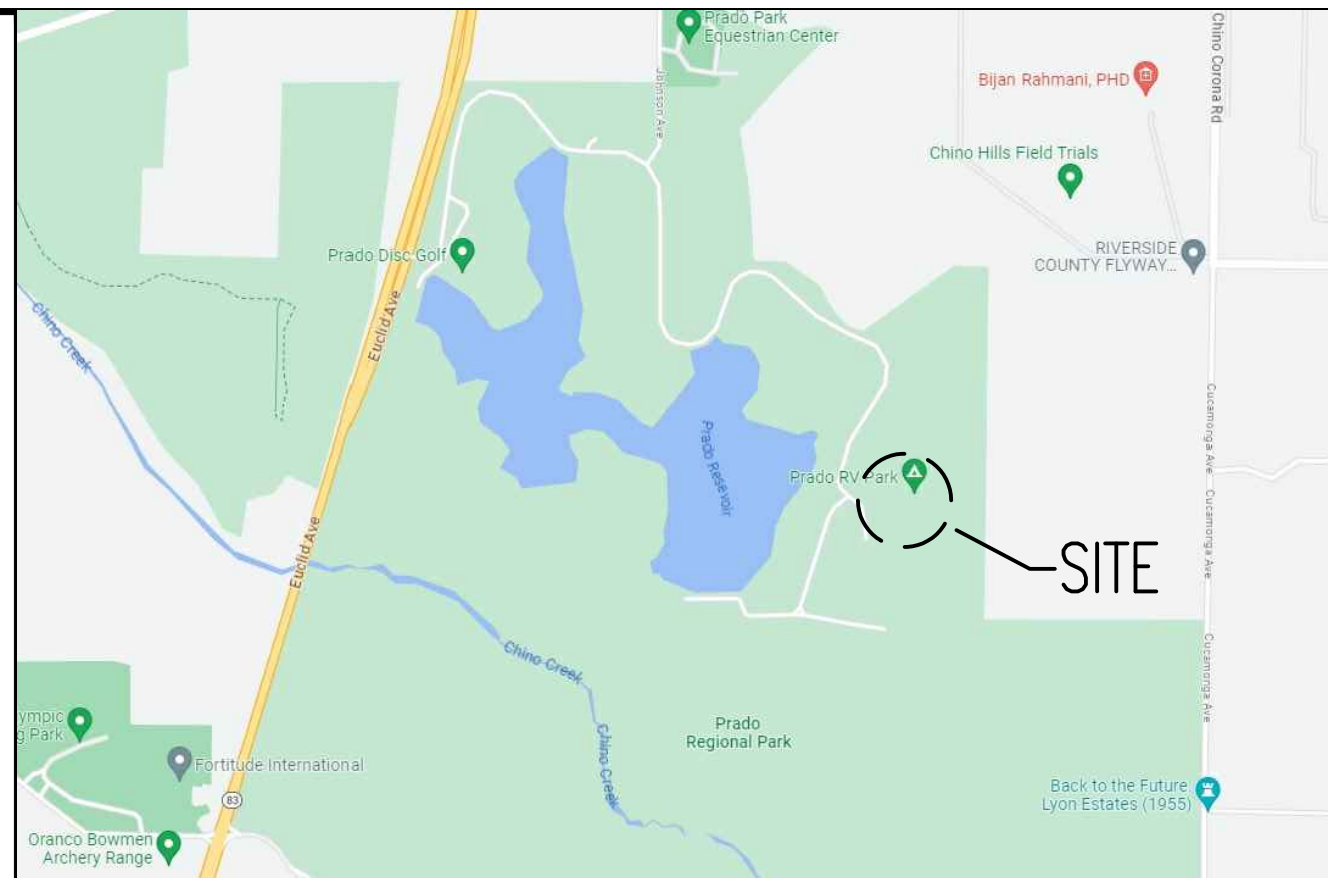 Prado Park
Equestrian Center
Johnson Ave
Chino Corona Rd
Bijan Rahmani, PHD
Chino Hills Field Trials
RIVERSIDE
COUNTY FLYWAY...
Prado Disc Golf
Euclid Ave
Chino Creek
Cucamonga Ave
Prado Resevoir
Prado RV Park
Cucamonga Ave
Euclid Ave
SITE
Chino Creek
Cucamonga Ave
ympic
g Park
Prado
Regional Park
Chino Creek
Fortitude International
83
Back to the Future
Lyon Estates (1955)
Oranco Bowmen
Archery Range